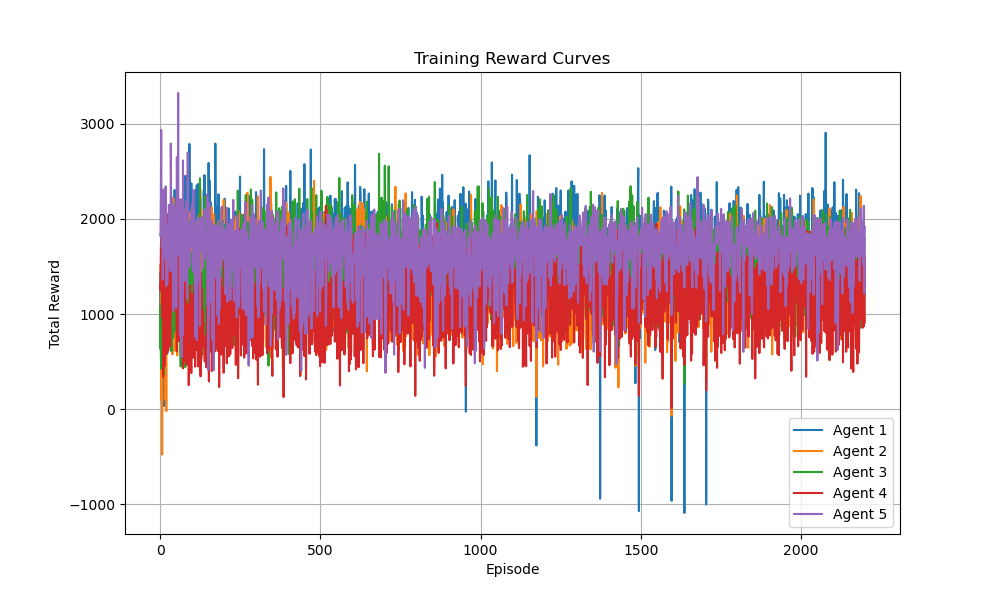 Training Reward Curves
3000
2000
1000
0
−1000
Total Reward
0
500
1000
1500
2000
Episode
Agent 1
Agent 2
Agent 3
Agent 4
Agent 5